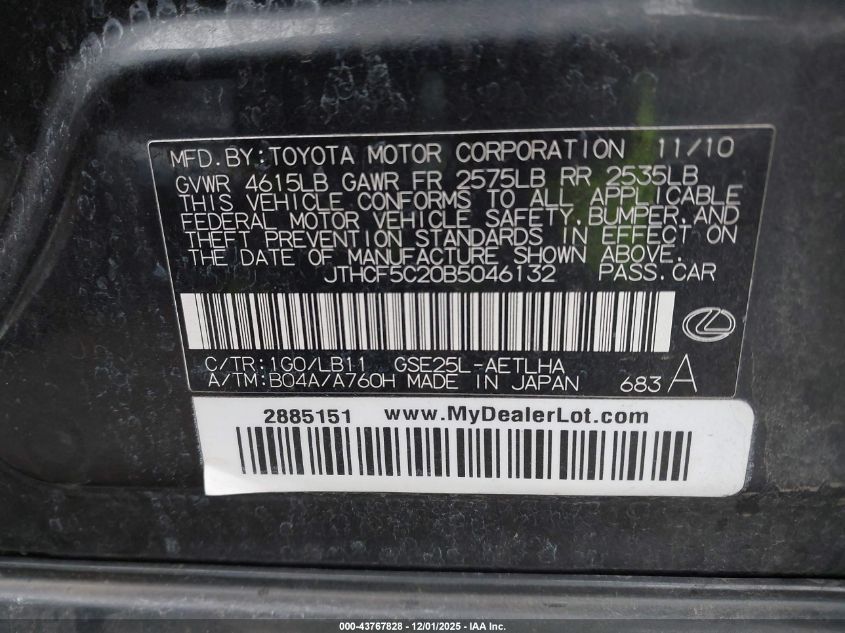 MFD. BY: TOYOTA MOTOR CORPORATION 11/10
GVWR 4615LB GAWR FR 2575LB RR 2535LB
THIS VEHICLE CONFORMS TO ALL APPLICABLE
FEDERAL MOTOR VEHICLE SAFETY, BUMPER, AND
THEFT PREVENTION STANDARDS IN EFFECT ON
THE DATE OF MANUFACTURE SHOWN ABOVE.
JTHCF5C20B5046132 PASS. CAR
C/TR: 1G0/LB11 GSE25L-AETLHA
A/TM: B04A/A760H MADE IN JAPAN 683 A
2885151 www.MyDealerLot.com
000-43767828 - 12/01/2025 - IAA Inc.